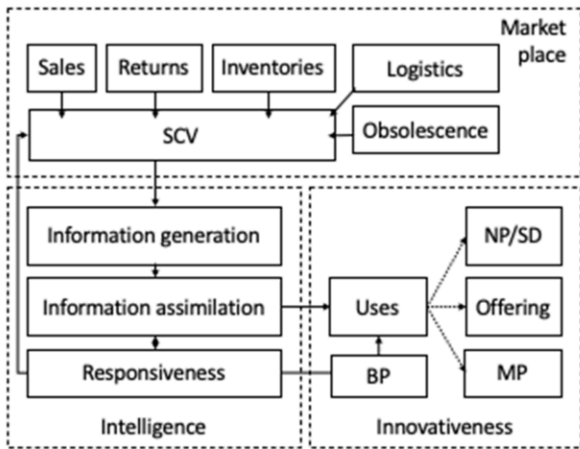 Market
place
Sales
Returns
Inventories
Logistics
SCV
Obsolescence
Information generation
NP/SD
Information assimilation
Uses
Offering
Responsiveness
BP
MP
Intelligence
Innovativeness